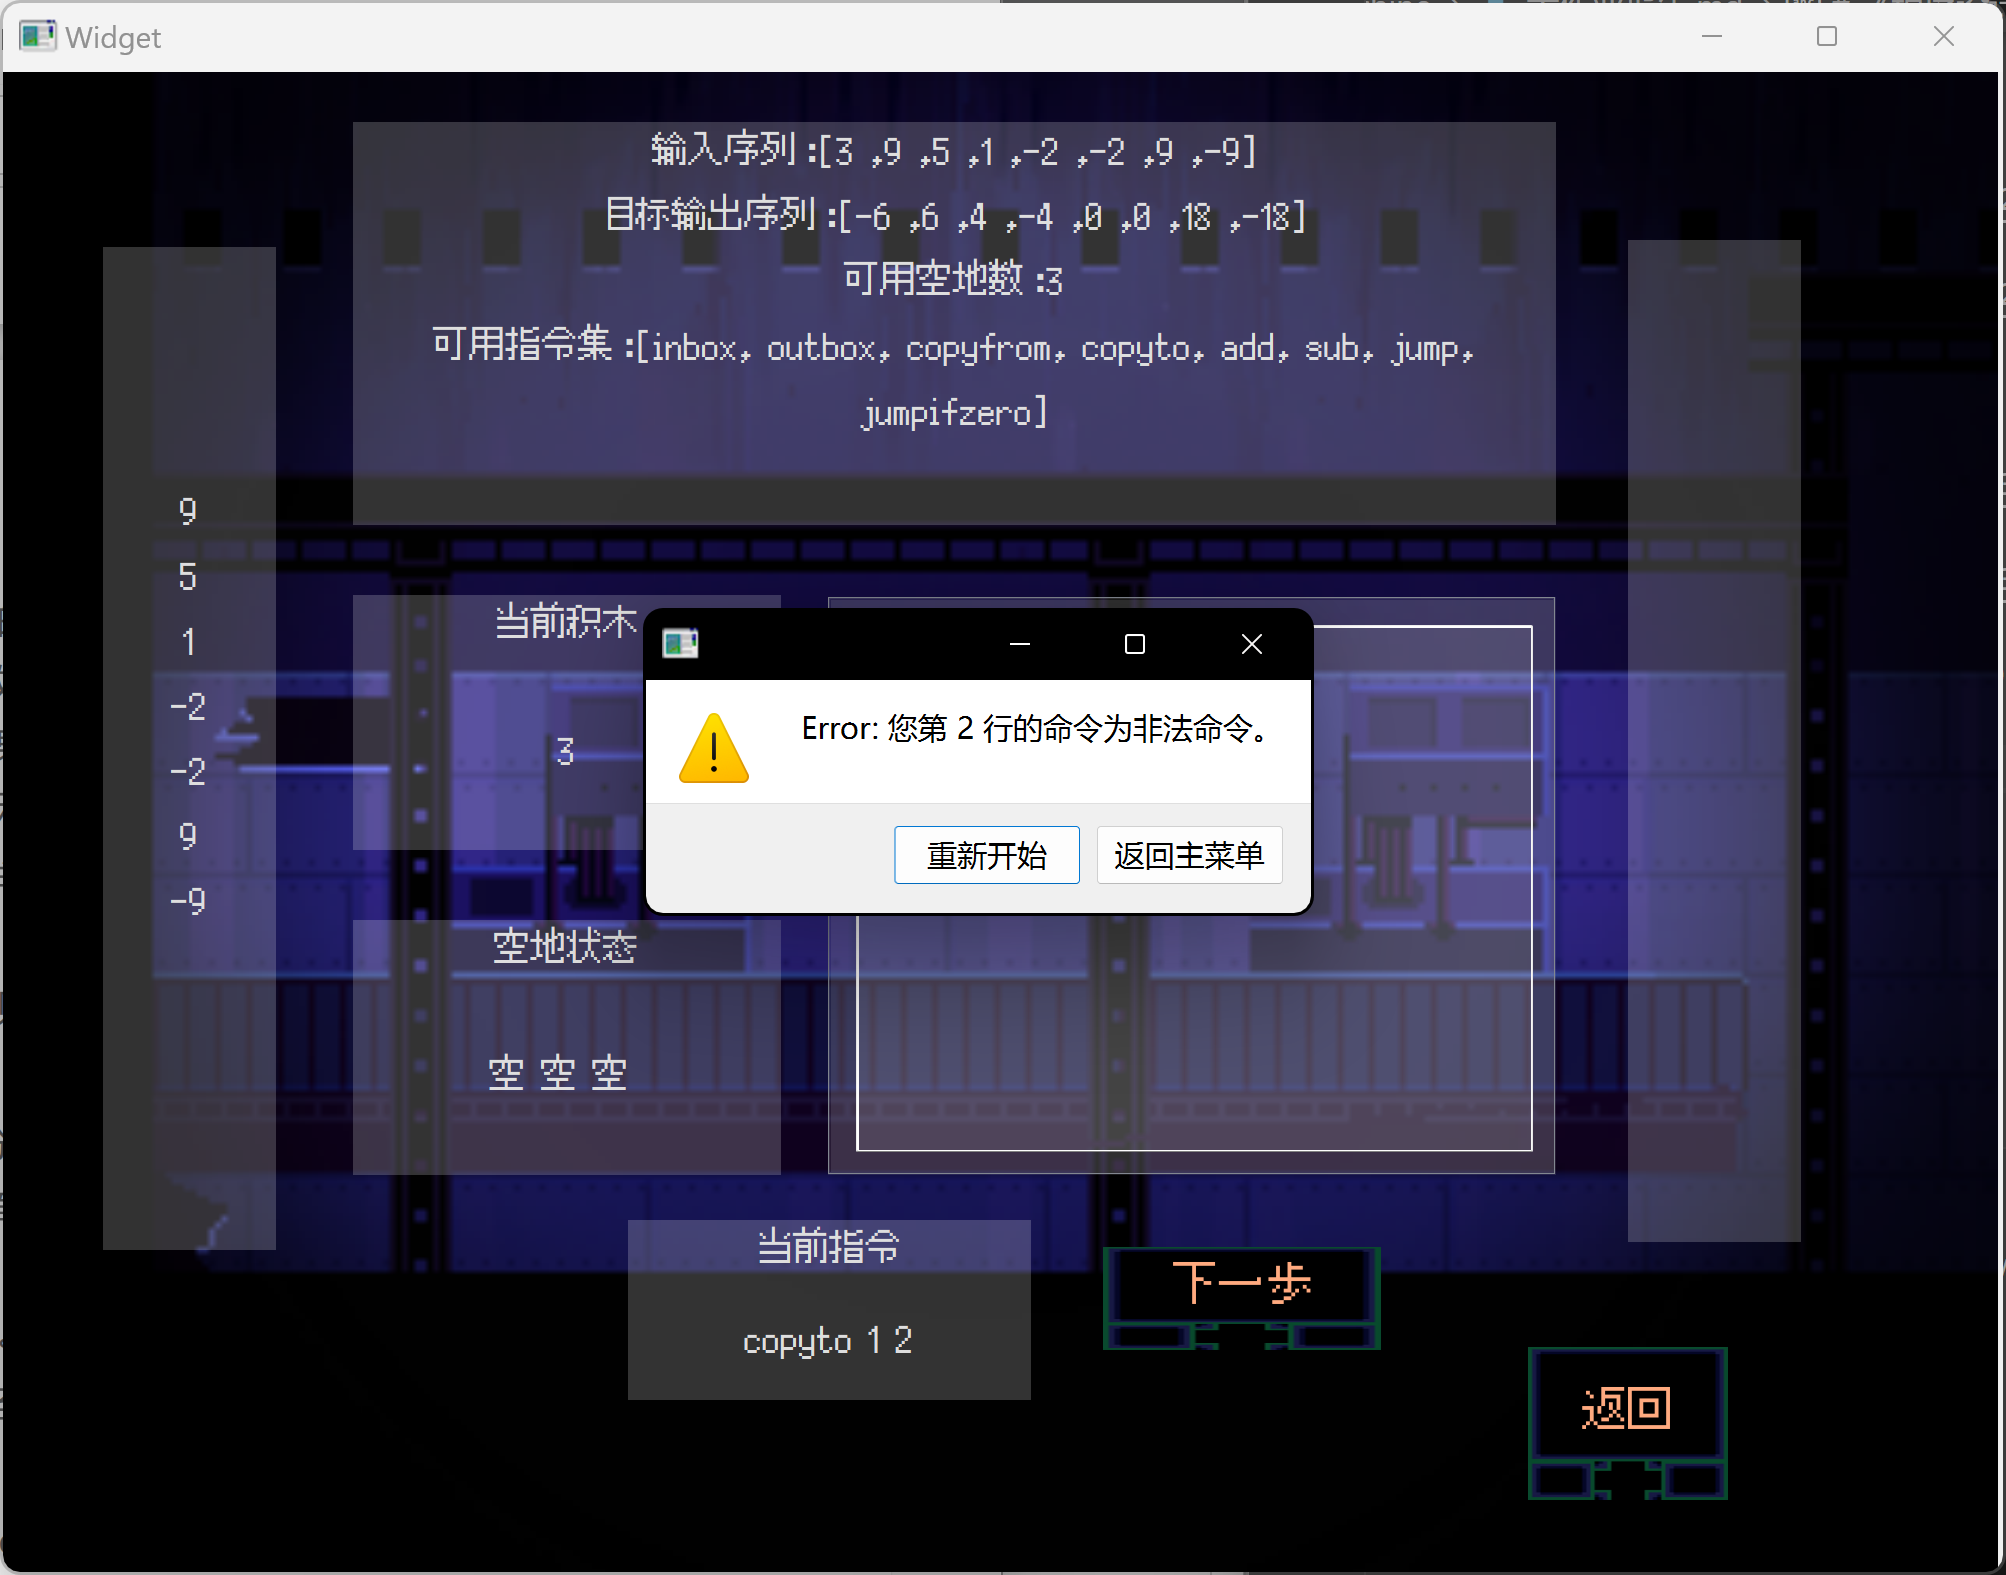 Widget
输入序列 :[3 ,9 ,5 ,1 ,-2 ,-2 ,9 ,-9]
目标输出序列 :[-6 ,6 ,4 ,-4 ,0 ,0 ,18 ,-18]
可用空地数 :3
可用指令集 :[inbox, outbox, copyfrom, copyto, add, sub, jump,
jumpifzero]
9
5
1
-2
-2
9
-9
当前积木
3
Error: 您第 2 行的命令为非法命令。
重新开始
返回主菜单
空地状态
空 空 空
当前指令
copyto 1 2
下一步
返回